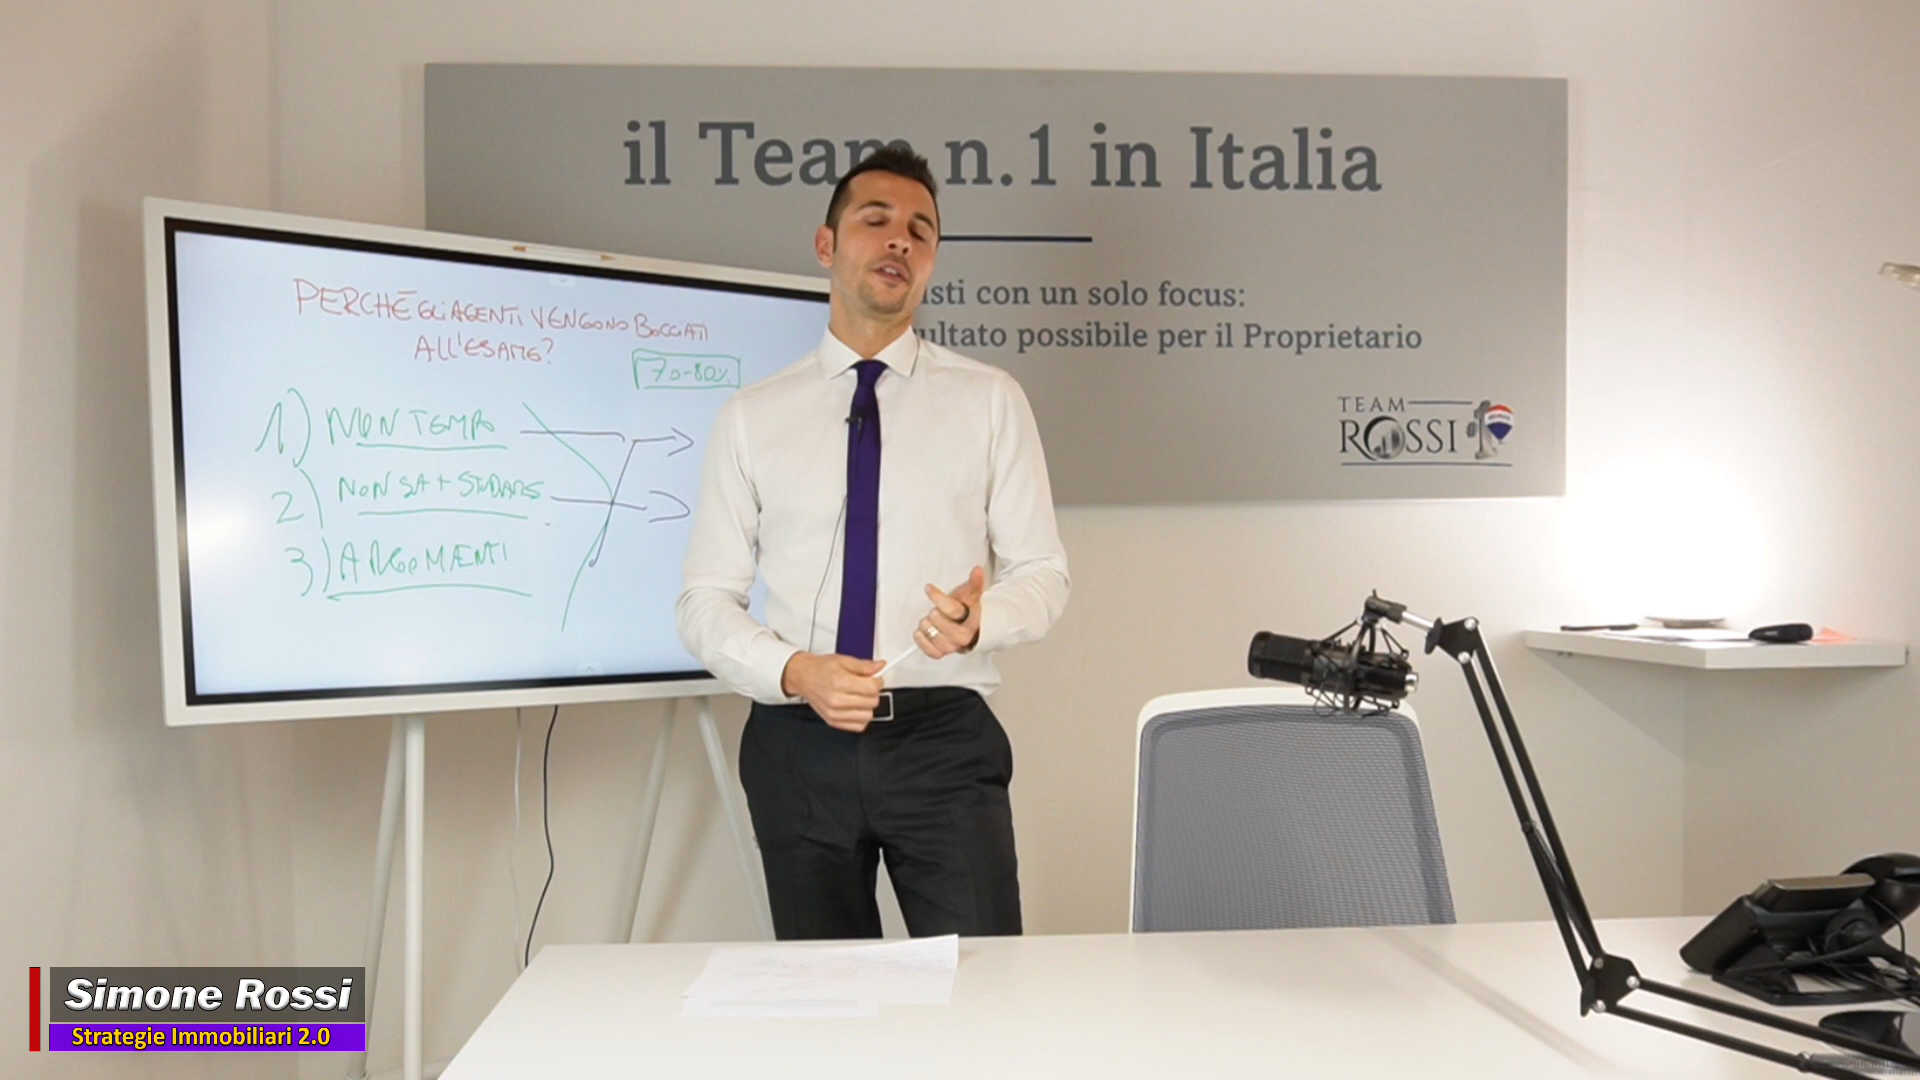 il Team n.1 in Italia
isti con un solo focus:
ultato possibile per il Proprietario
TEAM
ROSSI
PERCHÉ GLI AGENTI VENGONO BOCCIATI
ALL'ESAME?
70-80%
1) NON TEMPO
2) NON SA + STUDIARE
3) ARGOMENTI
Simone Rossi
Strategie Immobiliari 2.0